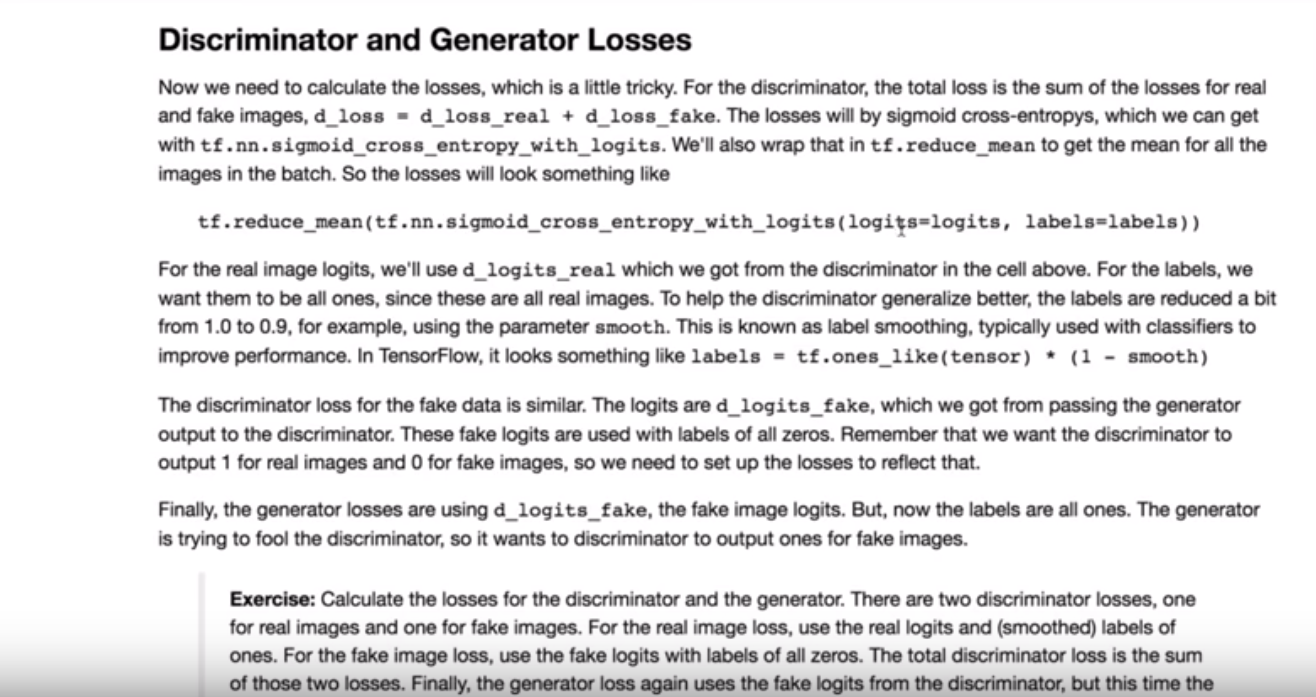 Discriminator and Generator Losses
Now we need to calculate the losses, which is a little tricky. For the discriminator, the total loss is the sum of the losses for real
and fake images, d_loss = d_loss_real + d_loss_fake. The losses will by sigmoid cross-entropys, which we can get
with tf.nn.sigmoid_cross_entropy_with_logits. We'll also wrap that in tf.reduce_mean to get the mean for all the
images in the batch. So the losses will look something like
tf.reduce_mean(tf.nn.sigmoid_cross_entropy_with_logits(logits=logits, labels=labels))
For the real image logits, we'll use d_logits_real which we got from the discriminator in the cell above. For the labels, we
want them to be all ones, since these are all real images. To help the discriminator generalize better, the labels are reduced a bit
from 1.0 to 0.9, for example, using the parameter smooth. This is known as label smoothing, typically used with classifiers to
improve performance. In TensorFlow, it looks something like labels = tf.ones_like(tensor) * (1 - smooth)
The discriminator loss for the fake data is similar. The logits are d_logits_fake, which we got from passing the generator
output to the discriminator. These fake logits are used with labels of all zeros. Remember that we want the discriminator to
output 1 for real images and 0 for fake images, so we need to set up the losses to reflect that.
Finally, the generator losses are using d_logits_fake, the fake image logits. But, now the labels are all ones. The generator
is trying to fool the discriminator, so it wants to discriminator to output ones for fake images.
Exercise: Calculate the losses for the discriminator and the generator. There are two discriminator losses, one
for real images and one for fake images. For the real image loss, use the real logits and (smoothed) labels of
ones. For the fake image loss, use the fake logits with labels of all zeros. The total discriminator loss is the sum
of those two losses. Finally, the generator loss again uses the fake logits from the discriminator, but this time the